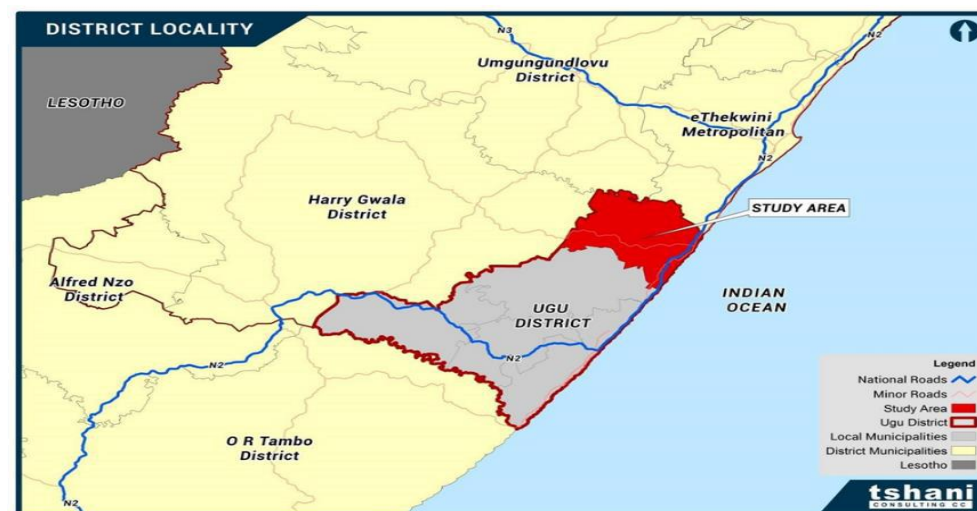 DISTRICT LOCALITY
N3
N2
Umgungundlovu
District
LESOTHO
eThekwini
Metropolitan
N2
Harry Gwala
District
STUDY AREA
Alfred Nzo
District
INDIAN
OCEAN
UGU
DISTRICT
N2
N2
O R Tambo
District
N2
Legend
National Roads
Minor Roads
Study Area
Ugu District
Local Municipalities
District Municipalities
Lesotho
tshani
CONSULTING CC